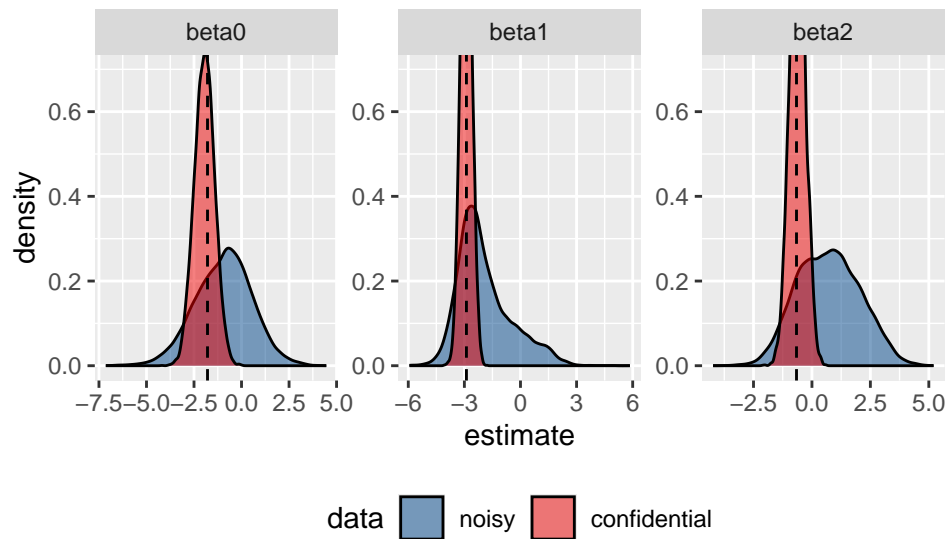 beta0 beta1 beta2
0.6 0.6 0.6
0.4 0.4 0.4
0.2 0.2 0.2
0.0 0.0 0.0
density
−7.5 −5.0 −2.5 0.0 2.5 5.0 −6 −3 0 3 6 −2.5 0.0 2.5 5.0
estimate
data noisy confidential